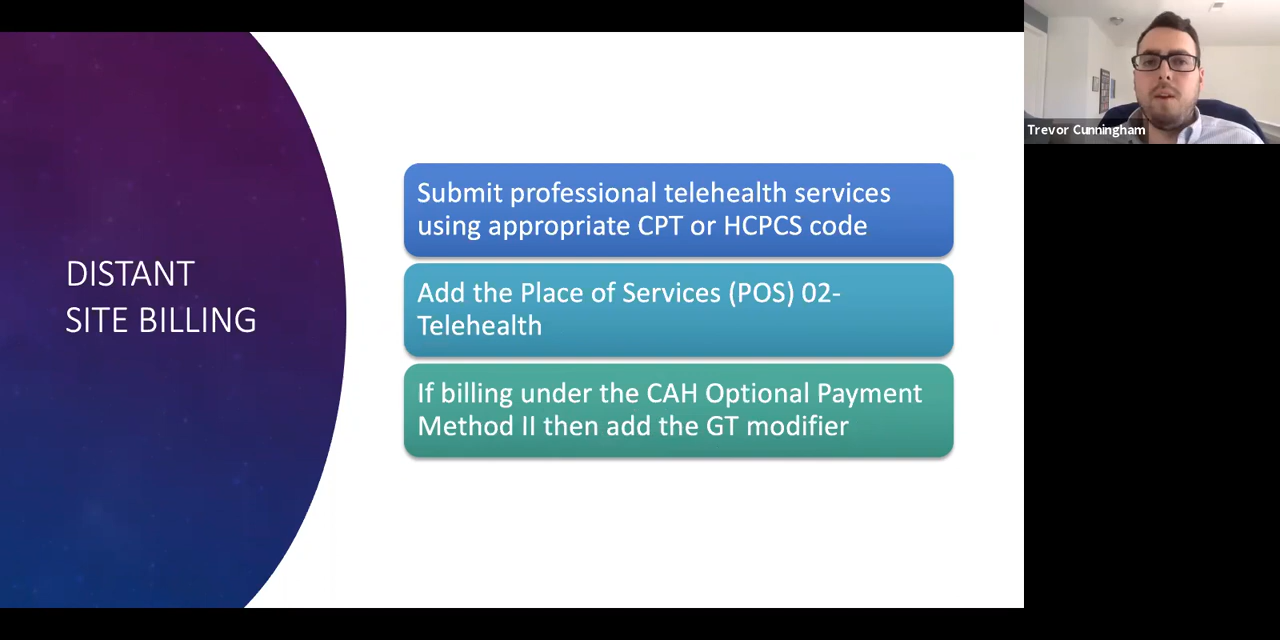 DISTANT
SITE BILLING
Submit professional telehealth services
using appropriate CPT or HCPCS code
Add the Place of Services (POS) 02-
Telehealth
If billing under the CAH Optional Payment
Method II then add the GT modifier
Trevor Cunningham